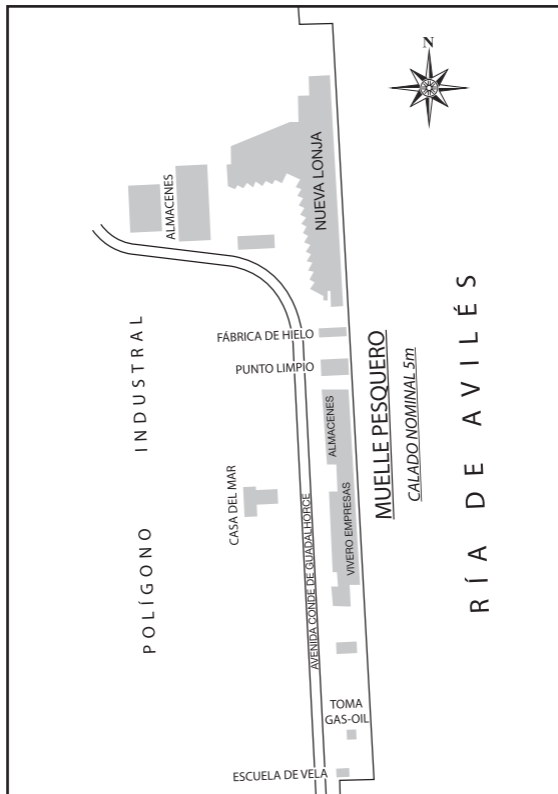 N
NUEVA LONJA
ALMACENES
FÁBRICA DE HIELO
PUNTO LIMPIO
INDUSTRIAL
POLÍGONO
MUELLE PESQUERO
CALADO NOMINAL 5m
RÍA DE AVILÉS
ALMACENES
CASA DEL MAR
VIVERO EMPRESAS
AVENIDA CONDE DE GUADALHORCE
TOMA
GAS-OIL
ESCUELA DE VELA